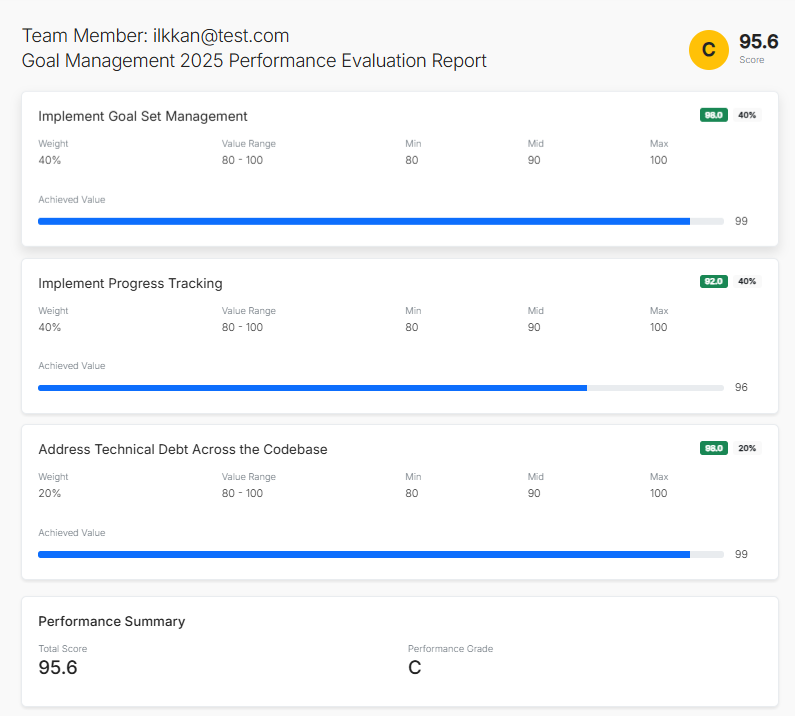 Team Member: ilkkan@test.com
Goal Management 2025 Performance Evaluation Report
C
95.6
Score
Implement Goal Set Management
98.0 40%
Weight Value Range Min Mid Max
40% 80 - 100 80 90 100
Achieved Value
99
Implement Progress Tracking
92.0 40%
Weight Value Range Min Mid Max
40% 80 - 100 80 90 100
Achieved Value
96
Address Technical Debt Across the Codebase
98.0 20%
Weight Value Range Min Mid Max
20% 80 - 100 80 90 100
Achieved Value
99
Performance Summary
Total Score Performance Grade
95.6 C